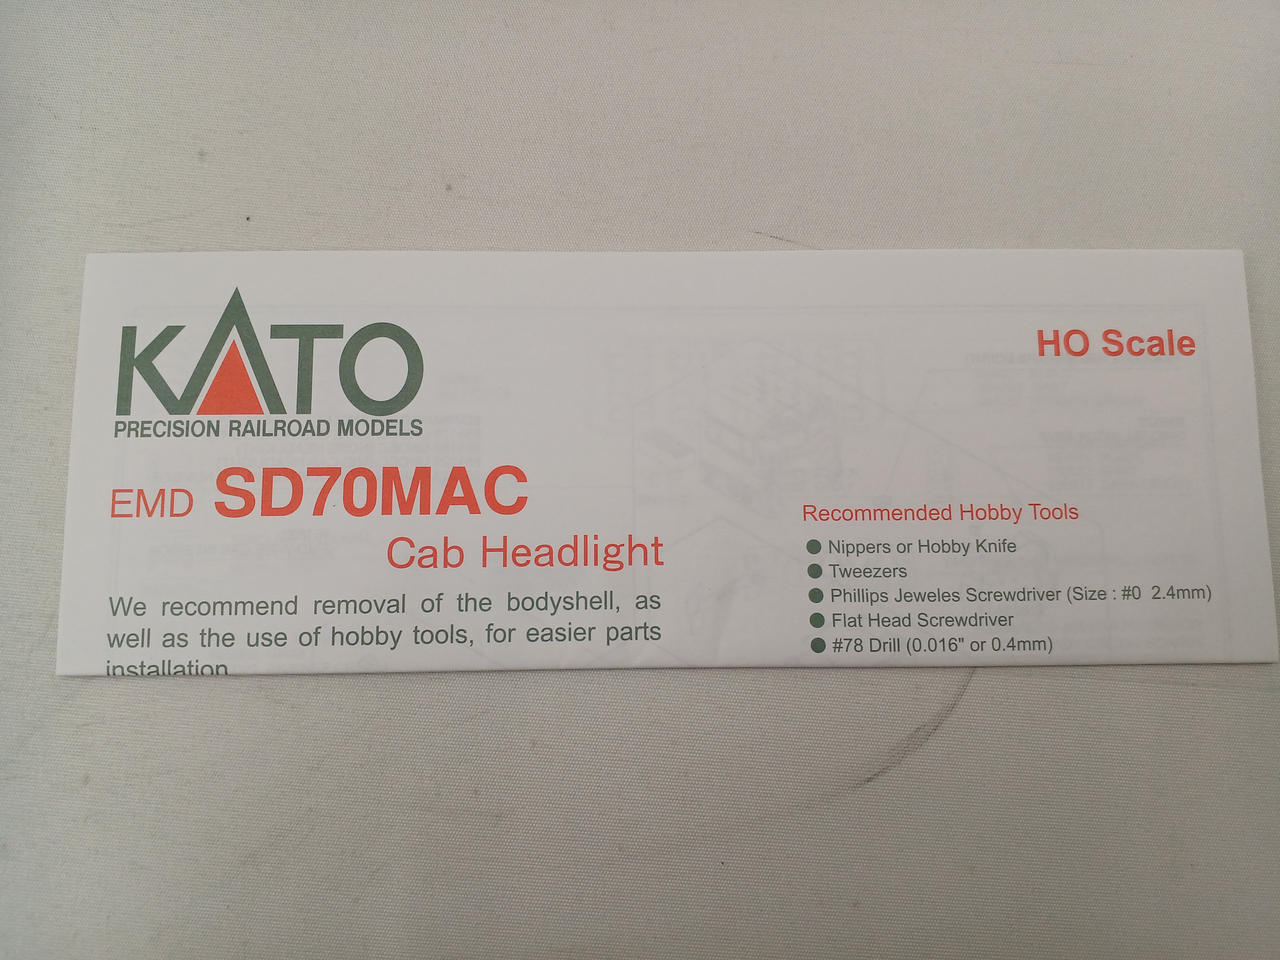 KATO
PRECISION RAILROAD MODELS
HO Scale
EMD SD70MAC
Cab Headlight
We recommend removal of the bodyshell, as
well as the use of hobby tools, for easier parts
installation
Recommended Hobby Tools
● Nippers or Hobby Knife
● Tweezers
● Phillips Jeweles Screwdriver (Size : #0 2.4mm)
● Flat Head Screwdriver
● #78 Drill (0.016" or 0.4mm)